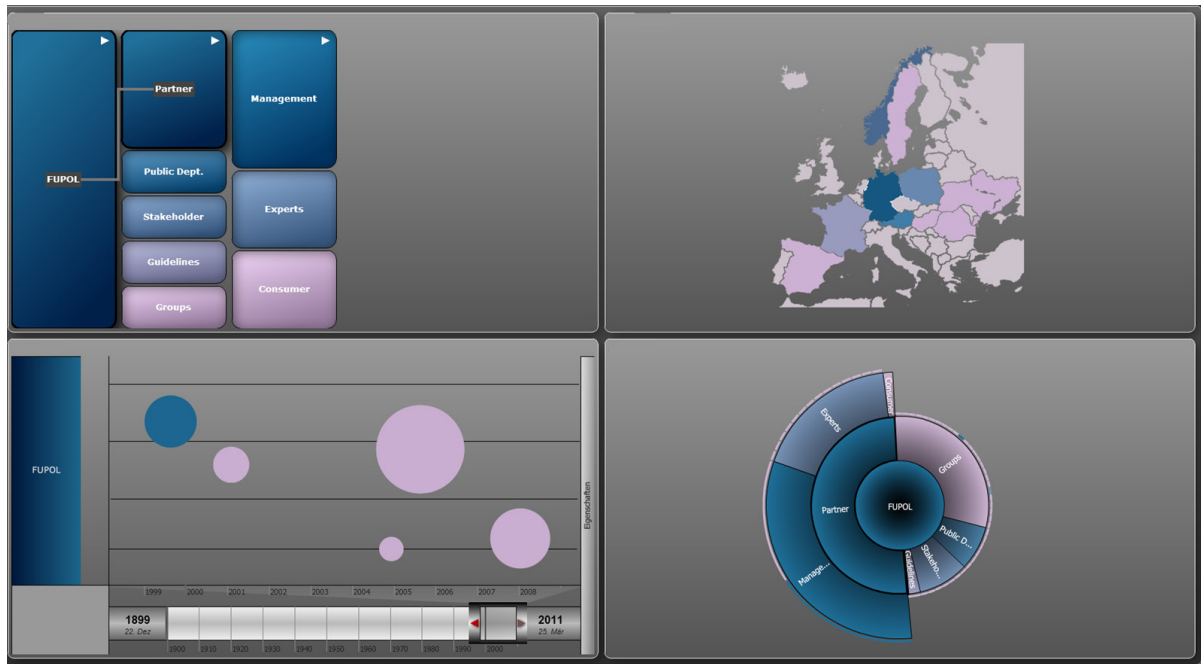 Partner
Management
FUPOL
Public Dept.
Stakeholder
Experts
Guidelines
Groups
Consumer
FUPOL
Eigenschaften
1999 2000 2001 2002 2003 2004 2005 2006 2007 2008
1899
22. Dez
2011
25. Mär
1900 1910 1920 1930 1940 1950 1960 1970 1980 1990 2000
Consumer
Experts
Groups
Partner
FUPOL
Public D...
Stakeho...
Guidelines
Manage...